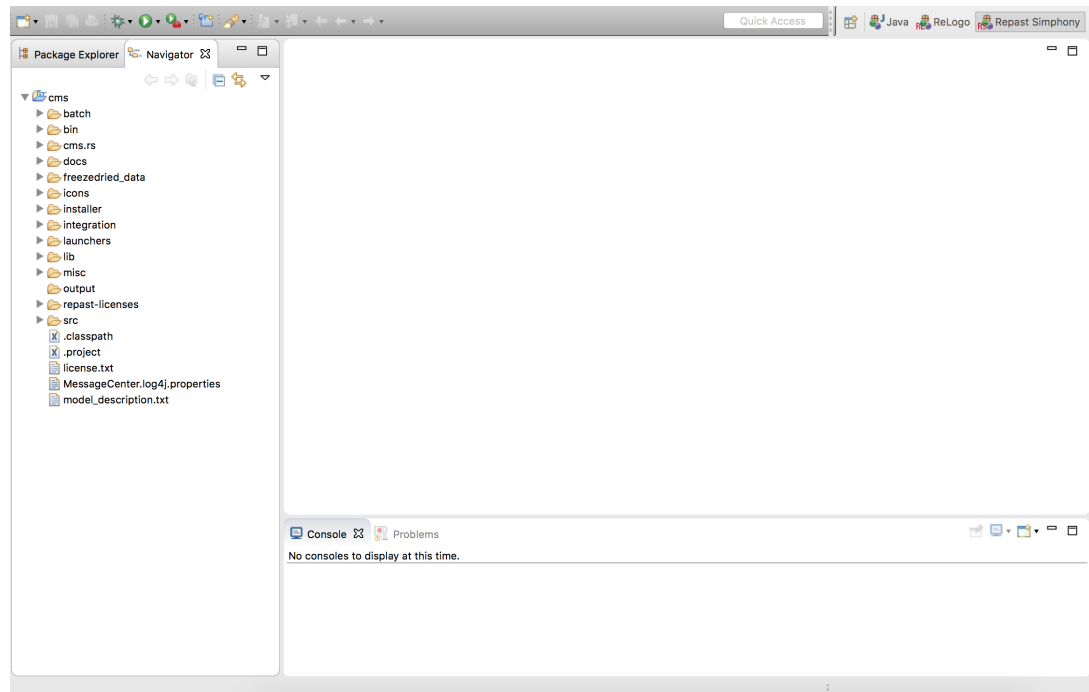 Quick Access
Java ReLogo Repast Simphony
Package Explorer Navigator
cms
batch
bin
cms.rs
docs
freezedried_data
icons
installer
integration
launchers
lib
misc
output
repast-licenses
src
.classpath
.project
license.txt
MessageCenter.log4j.properties
model_description.txt
Console Problems
No consoles to display at this time.